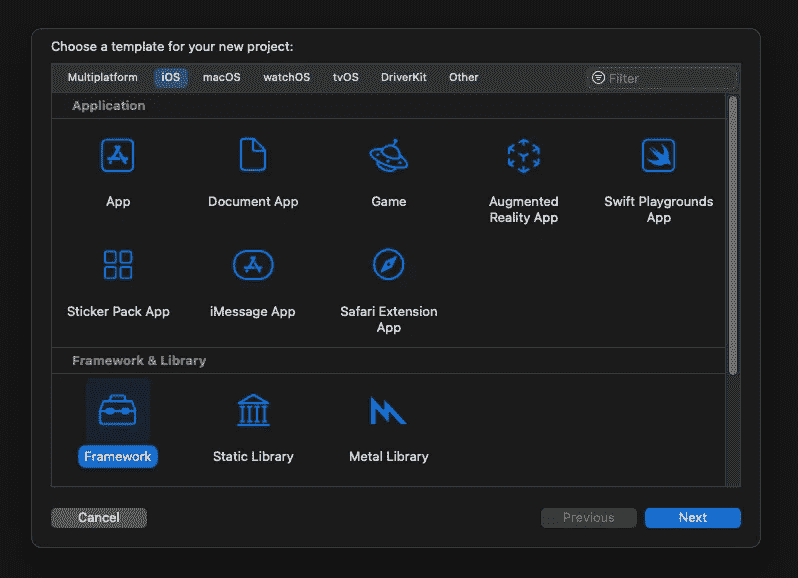 Choose a template for your new project:
Multiplatform iOS macOS watchOS tvOS DriverKit Other Filter
Application
App Document App Game Augmented Reality App Swift Playgrounds App
Sticker Pack App iMessage App Safari Extension App
Framework & Library
Framework Static Library Metal Library
Cancel Previous Next